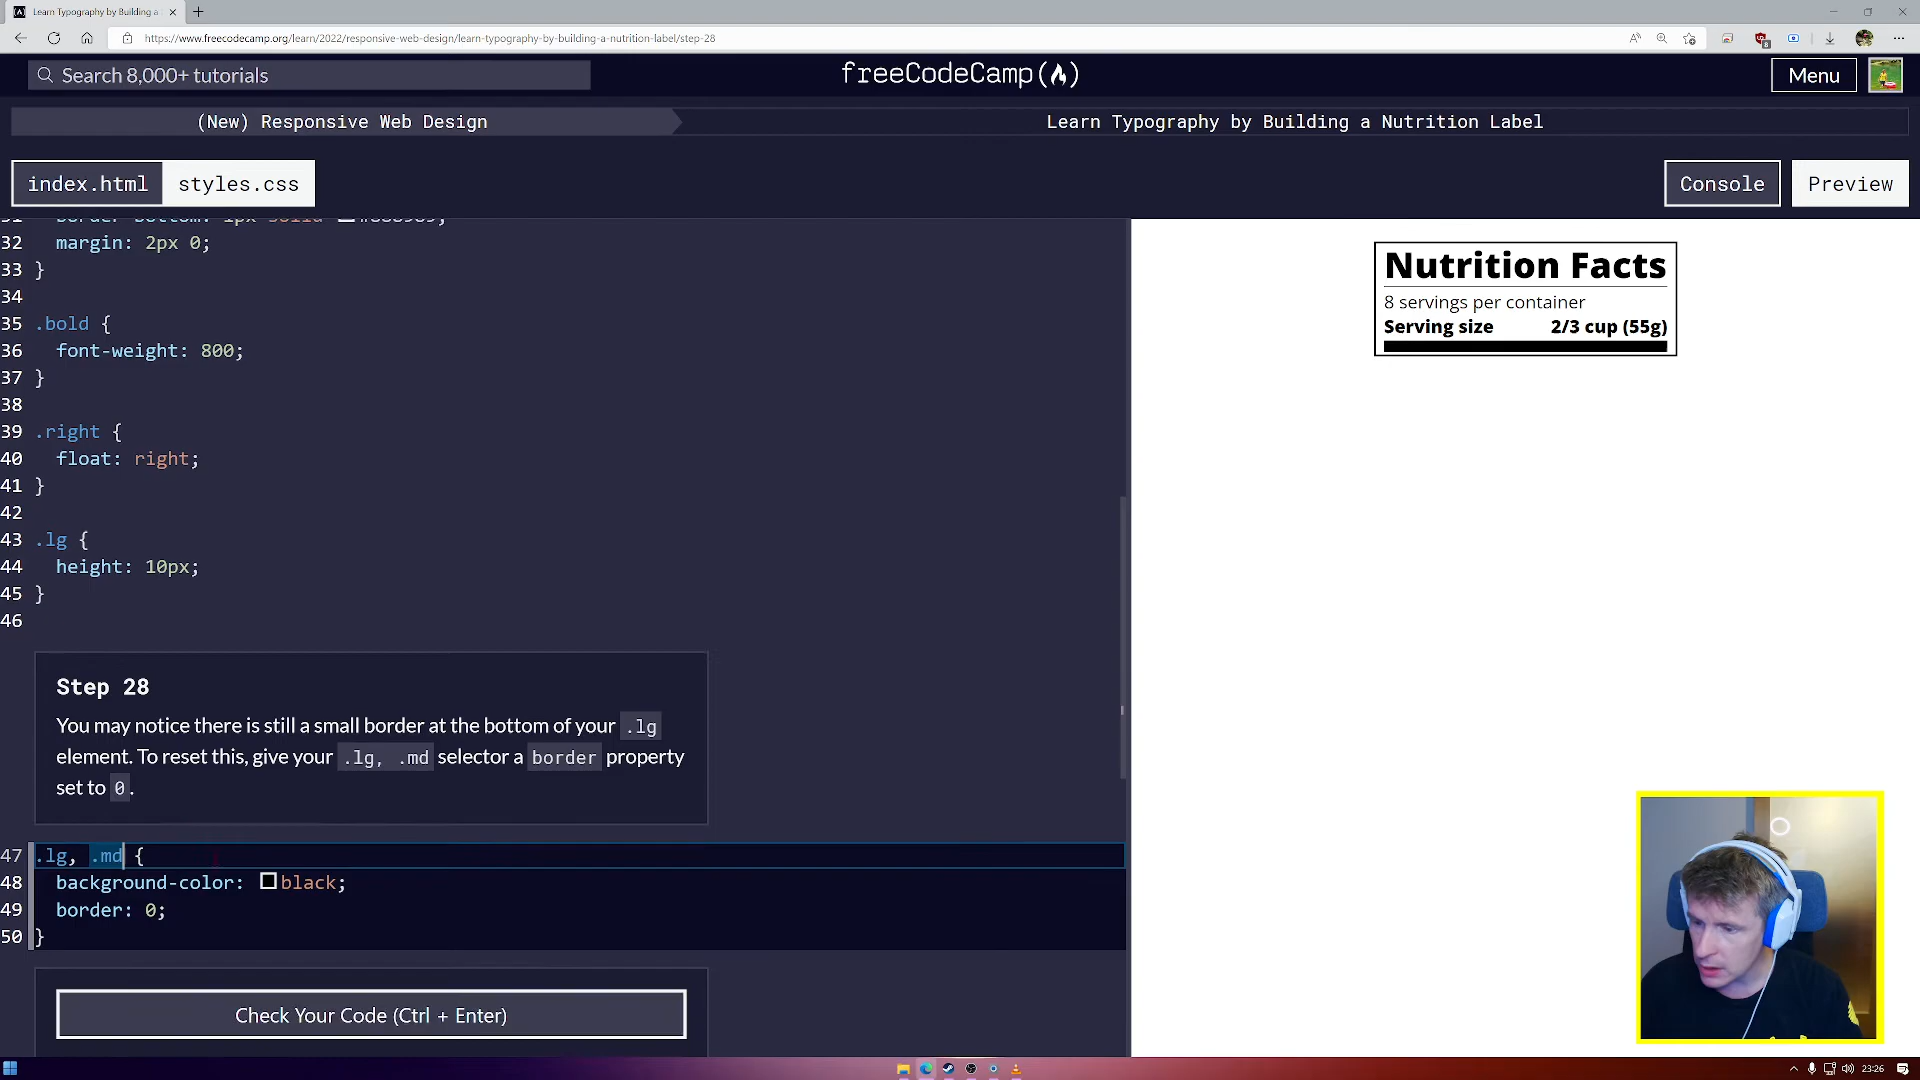 Learn Typography by Building a
https://www.freecodecamp.org/learn/2022/responsive-web-design/learn-typography-by-building-a-nutrition-label/step-28
Search 8,000+ tutorials
freeCodeCamp
Menu
(New) Responsive Web Design
Learn Typography by Building a Nutrition Label
index.html
styles.css
Console
Preview
32 margin: 2px 0;
33 }
34
35 .bold {
36 font-weight: 800;
37 }
38
39 .right {
40 float: right;
41 }
42
43 .lg {
44 height: 10px;
45 }
46
Step 28
You may notice there is still a small border at the bottom of your .lg
element. To reset this, give your .lg, .md selector a border property
set to 0.
47 .lg, .md {
48 background-color: black;
49 border: 0;
50 }
Check Your Code (Ctrl + Enter)
Nutrition Facts
8 servings per container
Serving size 2/3 cup (55g)
23:26